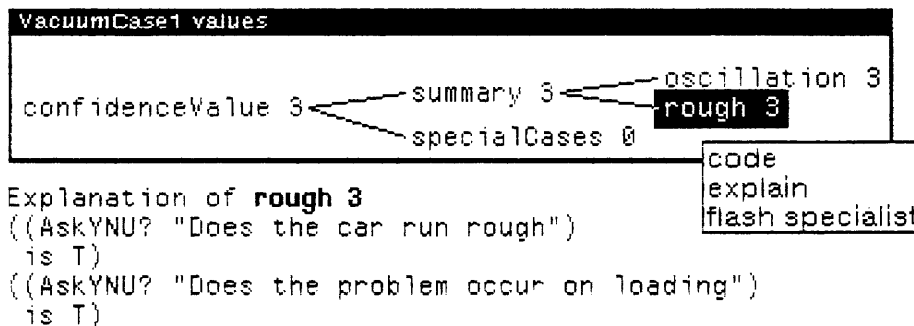 VacuumCase1 values
oscillation 3
summary 3
confidenceValue 3
rough 3
specialCases 0
code
explain
flash specialist
Explanation of rough 3
((AskYNU? "Does the car run rough")
is T)
((AskYNU? "Does the problem occur on loading")
is T)